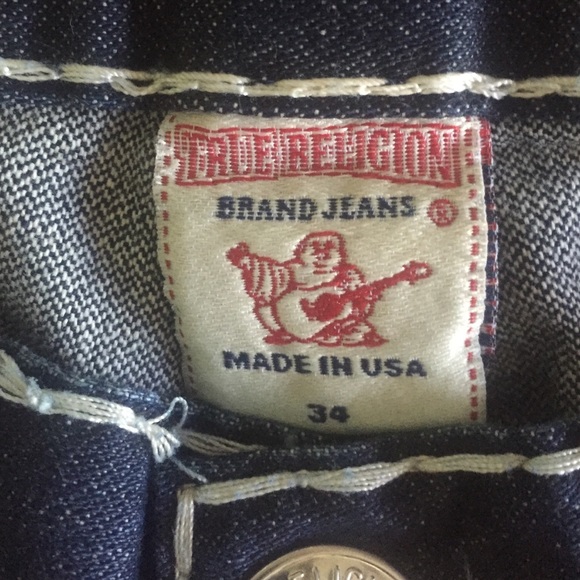 TRUE RELIGION
BRAND JEANS ®
MADE IN USA
34